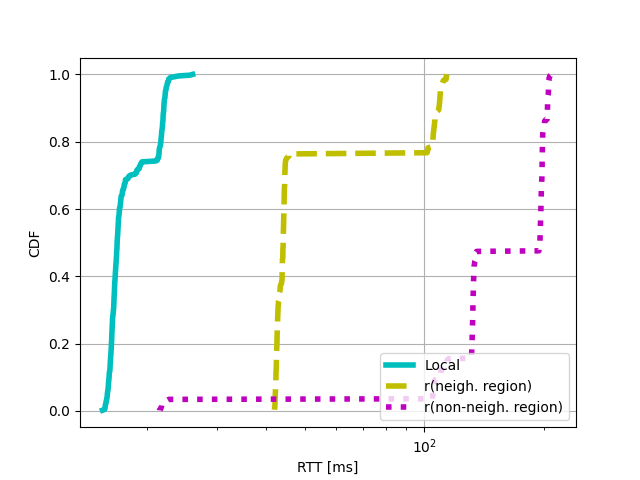 1.0
0.8
0.6
0.4
0.2
0.0
CDF
Local
r(neigh. region)
r(non-neigh. region)
10²
RTT [ms]